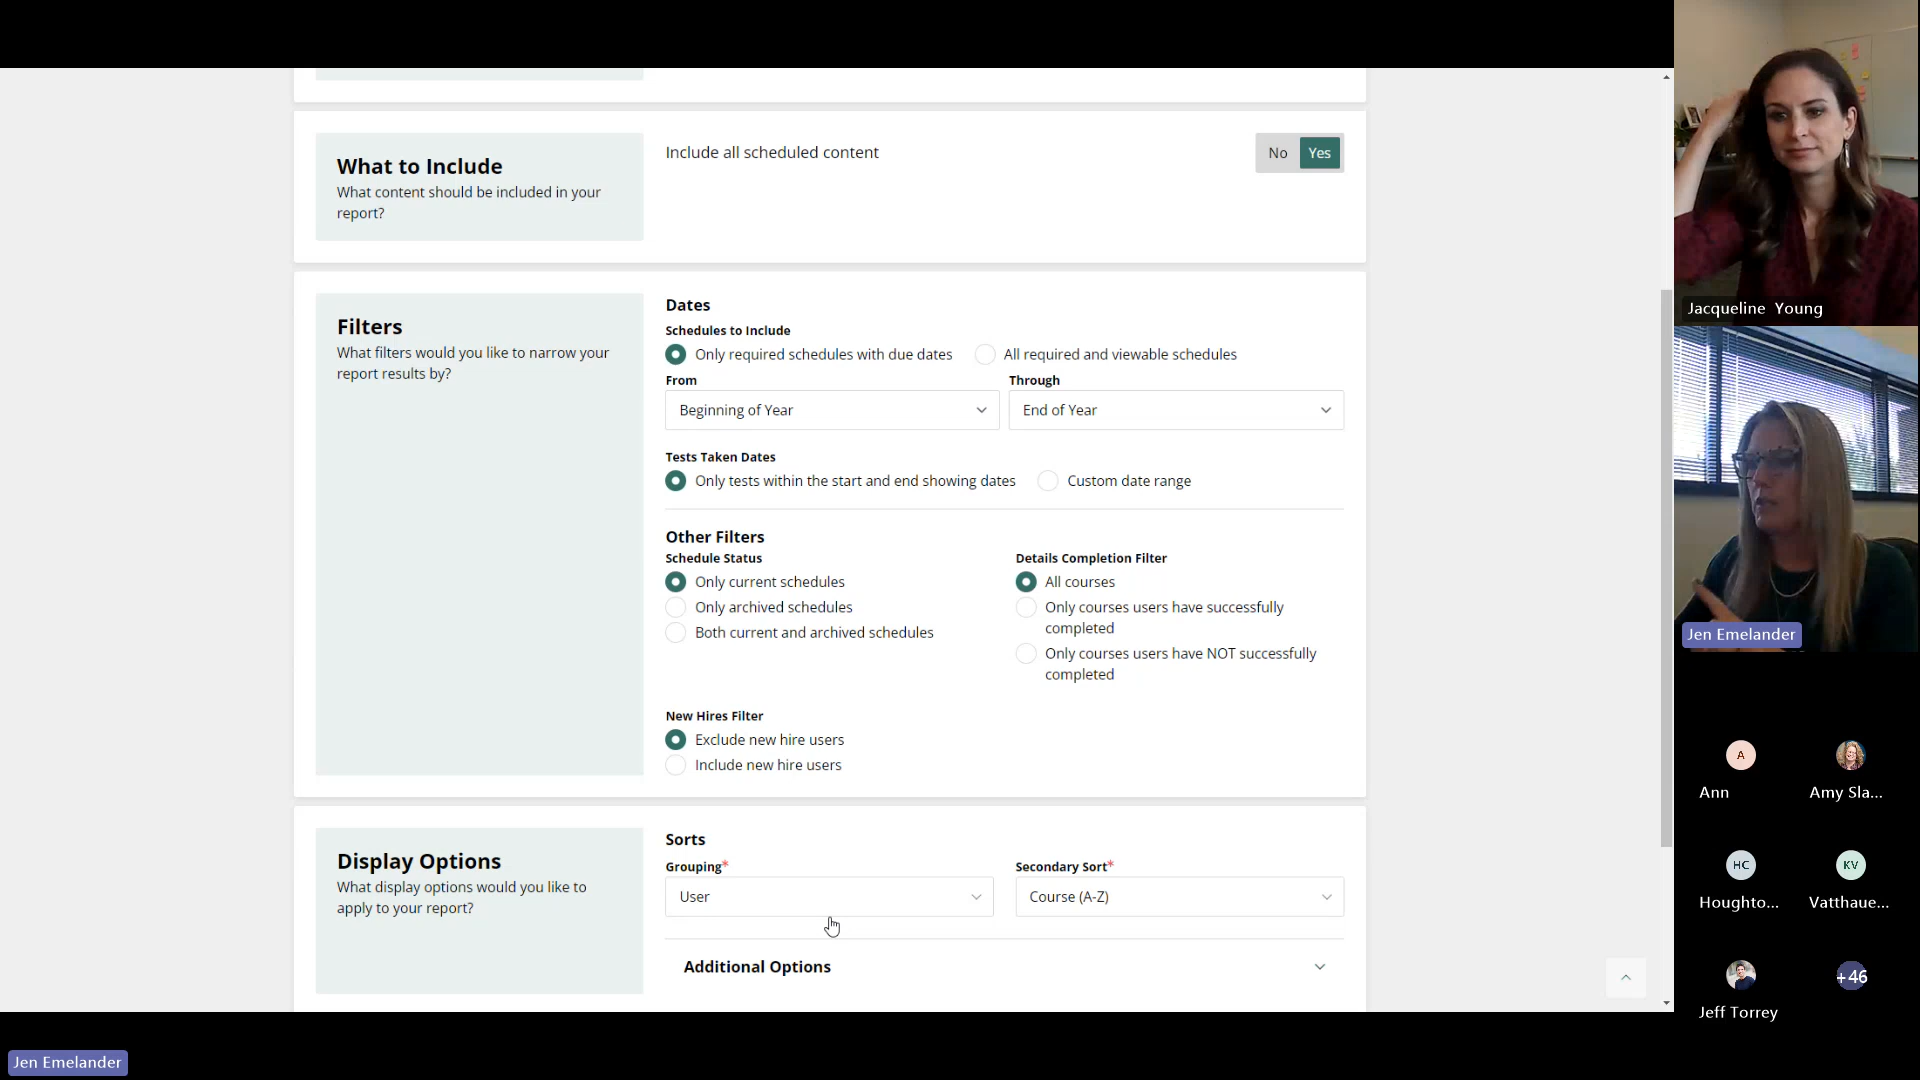 What to Include
What content should be included in your
report?
Include all scheduled content
No
Yes
Filters
What filters would you like to narrow your
report results by?
Dates
Schedules to Include
Only required schedules with due dates
All required and viewable schedules
From
Through
Beginning of Year
End of Year
Tests Taken Dates
Only tests within the start and end showing dates
Custom date range
Other Filters
Schedule Status
Only current schedules
Only archived schedules
Both current and archived schedules
Details Completion Filter
All courses
Only courses users have successfully
completed
Only courses users have NOT successfully
completed
New Hires Filter
Exclude new hire users
Include new hire users
Display Options
What display options would you like to
apply to your report?
Sorts
Grouping*
Secondary Sort*
User
Course (A-Z)
Additional Options
Jacqueline Young
Jen Emelander
A
Ann
Amy Sla...
HC
Houghto...
KV
Vatthaue...
Jeff Torrey
+46
Jen Emelander